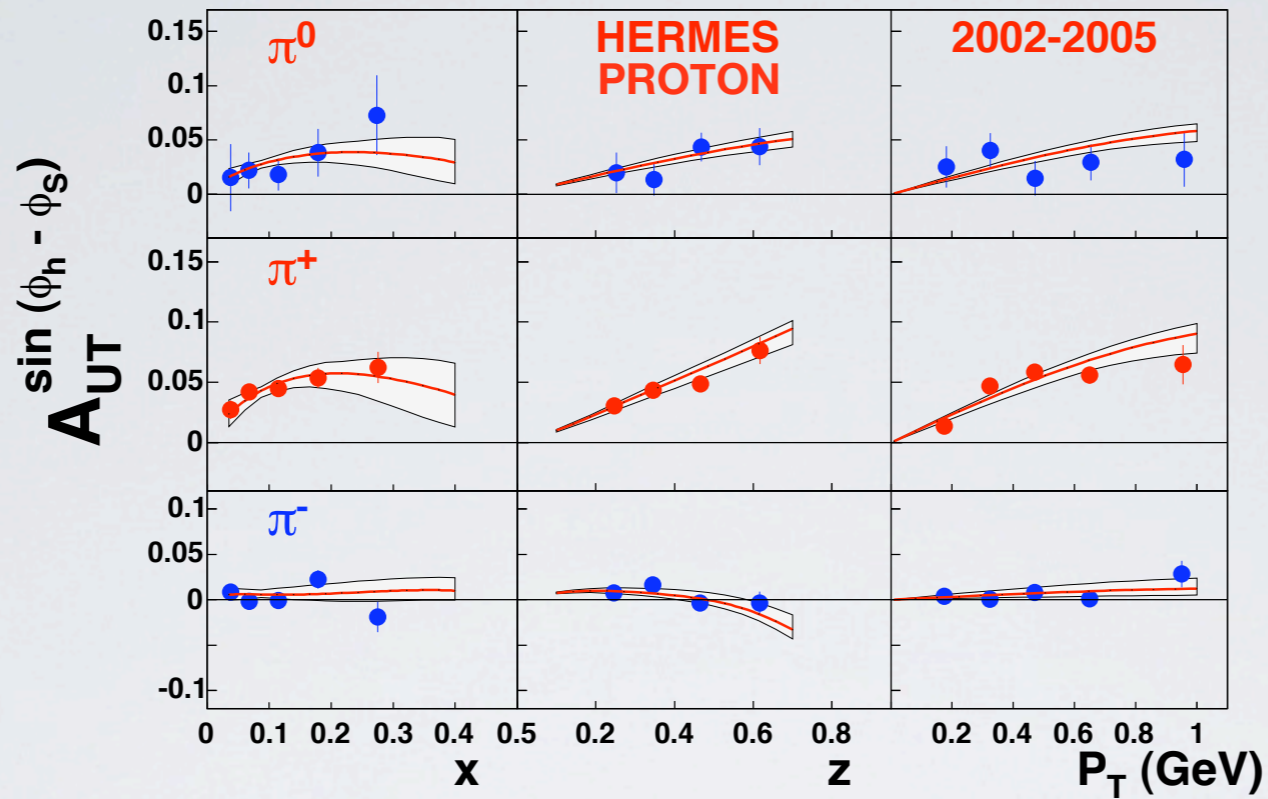 0.15
0.1
0.05
0
π⁰
HERMES
PROTON
2002-2005
A_UT^sin (ϕ_h - ϕ_S)
0.15
0.1
0.05
0
π⁺
0.1
0.05
0
-0.1
π⁻
0 0.1 0.2 0.3 0.4 0.5 0.2 0.4 0.6 0.8 0.2 0.4 0.6 0.8 1
x z P_T (GeV)